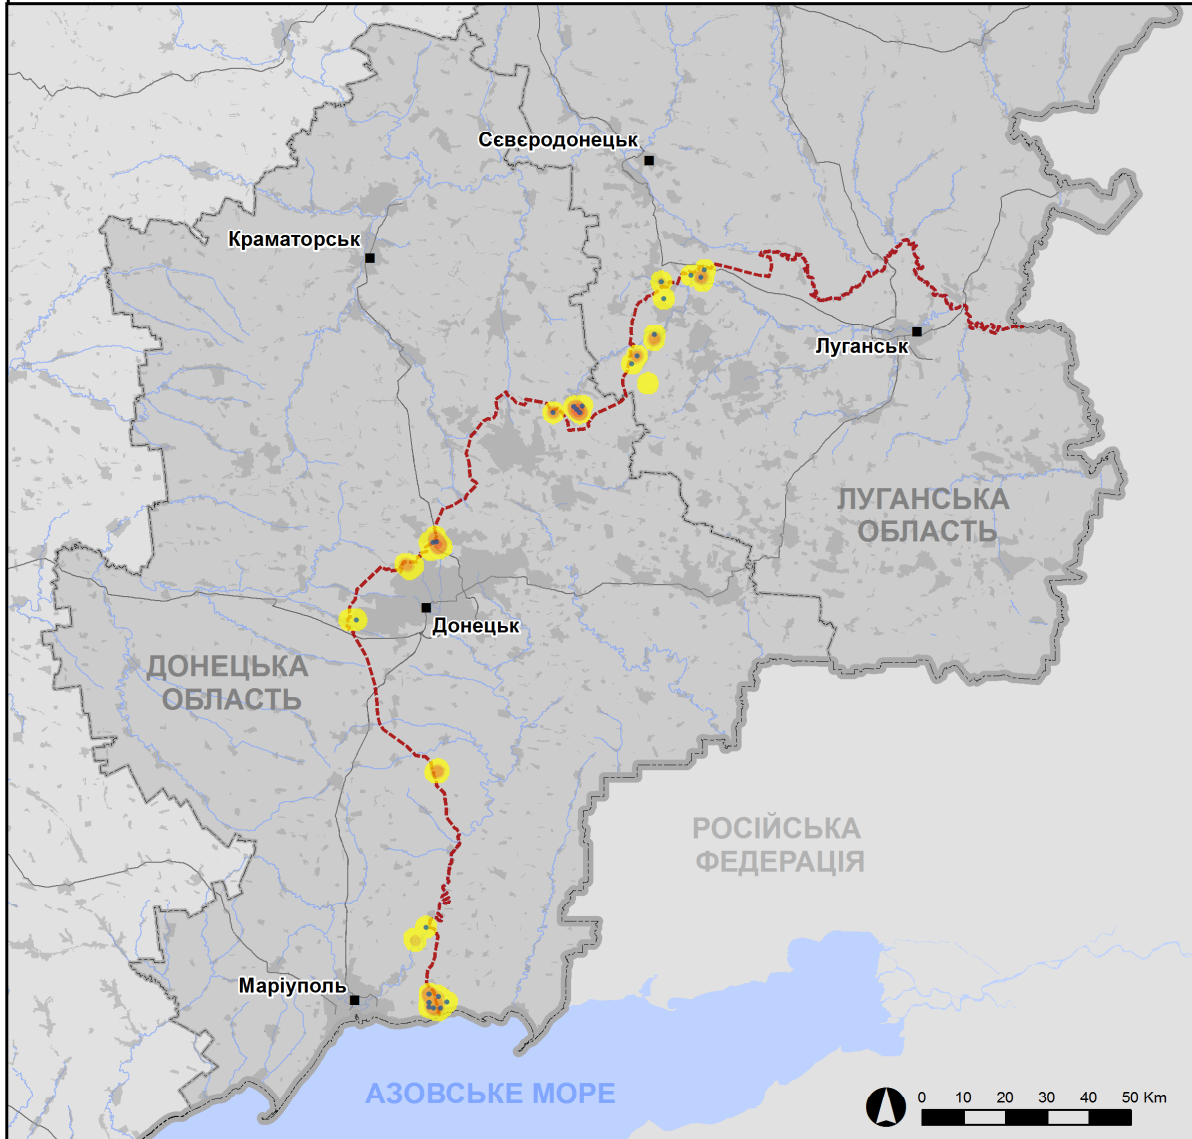 Сєвєродонецьк
Краматорськ
Луганськ
ЛУГАНСЬКА
ОБЛАСТЬ
Донецьк
ДОНЕЦЬКА
ОБЛАСТЬ
РОСІЙСЬКА
ФЕДЕРАЦІЯ
Маріуполь
АЗОВСЬКЕ МОРЕ
0 10 20 30 40 50 Km